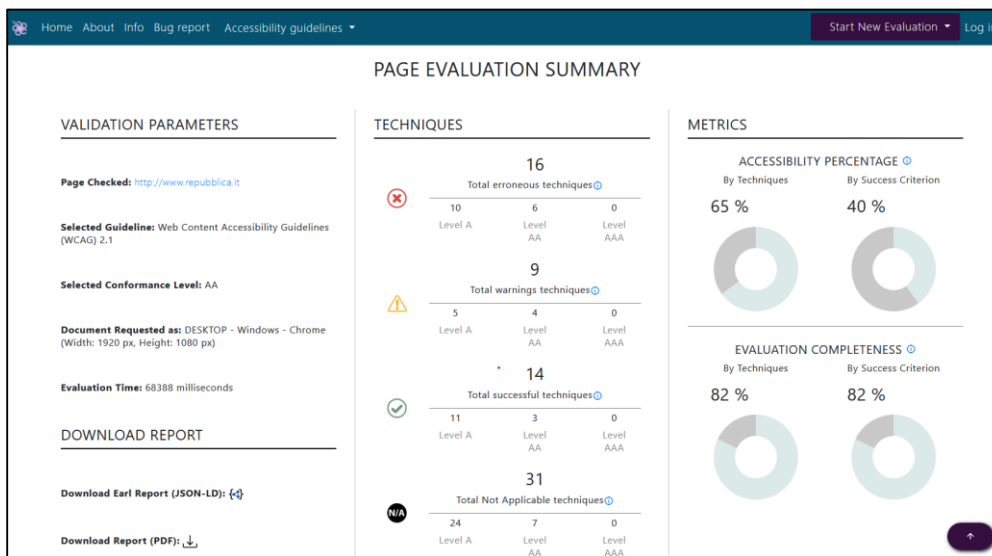 Home About Info Bug report Accessibility guidelines
Start New Evaluation
PAGE EVALUATION SUMMARY
VALIDATION PARAMETERS
Page Checked: http://www.repubblica.it
Selected Guideline: Web Content Accessibility Guidelines
(WCAG) 2.1
Selected Conformance Level: AA
Document Requested as: DESKTOP - Windows - Chrome
(Width: 1920 px, Height: 1080 px)
Evaluation Time: 68388 milliseconds
DOWNLOAD REPORT
Download Earl Report (JSON-LD):
Download Report (PDF):
TECHNIQUES
16
Total erroneous techniques
10 6 0
Level A Level Level
AA AAA
9
Total warnings techniques
5 4 0
Level A Level Level
AA AAA
14
Total successful techniques
11 3 0
Level A Level Level
AA AAA
N/A
31
Total Not Applicable techniques
24 7 0
Level A Level Level
AA AAA
METRICS
ACCESSIBILITY PERCENTAGE
By Techniques By Success Criterion
65 % 40 %
EVALUATION COMPLETENESS
By Techniques By Success Criterion
82 % 82 %